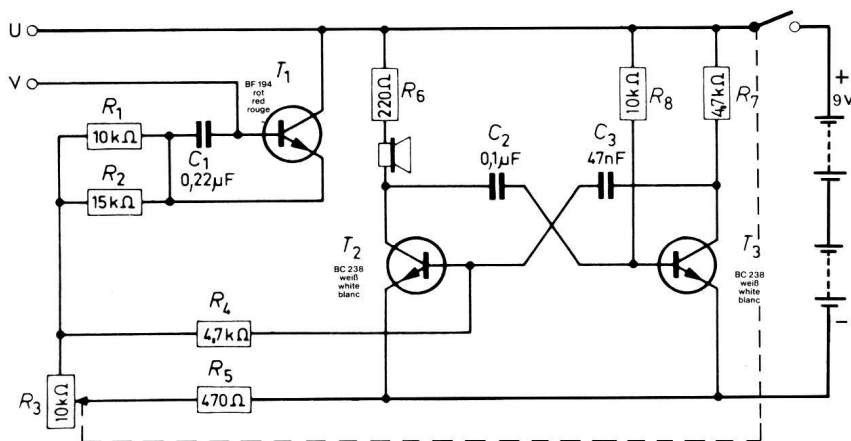 U
V
T1
BF 194
rot
red
rouge
R1
10kΩ
C1
0,22µF
R2
15kΩ
220Ω
R6
C2
0,1µF
C3
47nF
10kΩ
R8
4,7kΩ
R7
+
9V
−
T2
BC 238
weiß
white
blanc
T3
BC 238
weiß
white
blanc
R4
4,7kΩ
R3
10kΩ
R5
470Ω